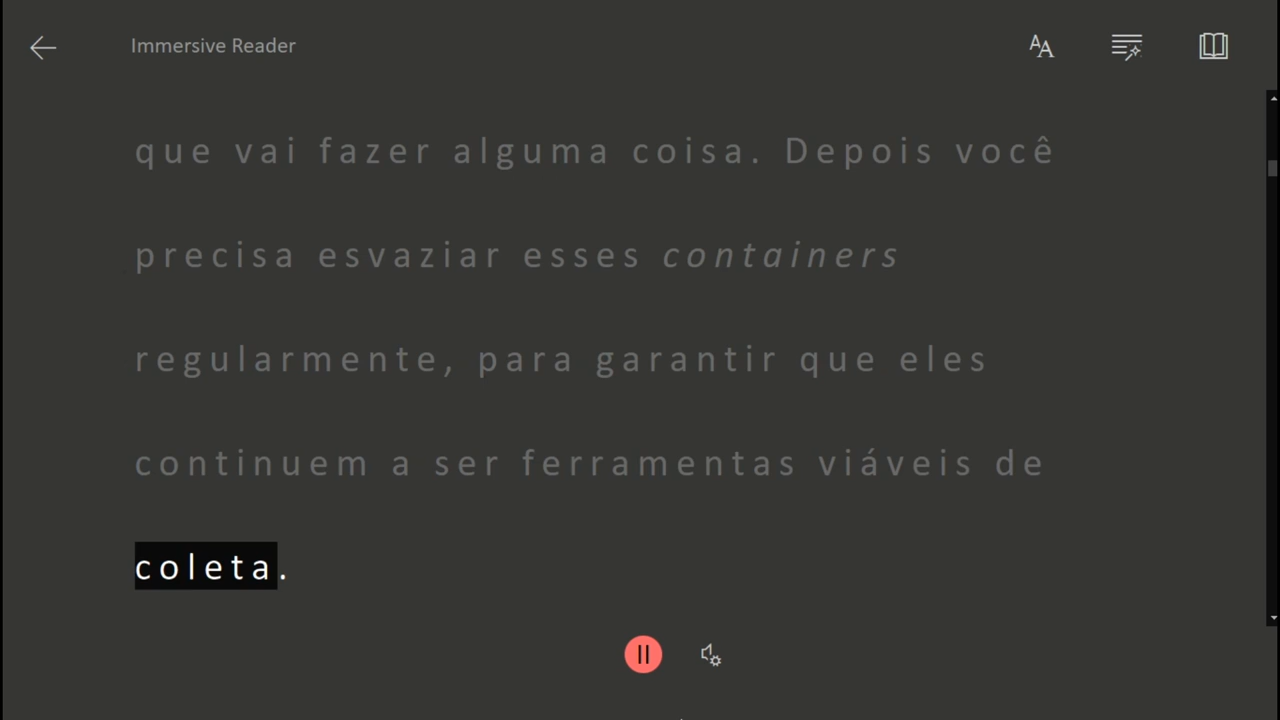 Immersive Reader
que vai fazer alguma coisa. Depois você
precisa esvaziar esses containers
regularmente, para garantir que eles
continuem a ser ferramentas viáveis de
coleta.